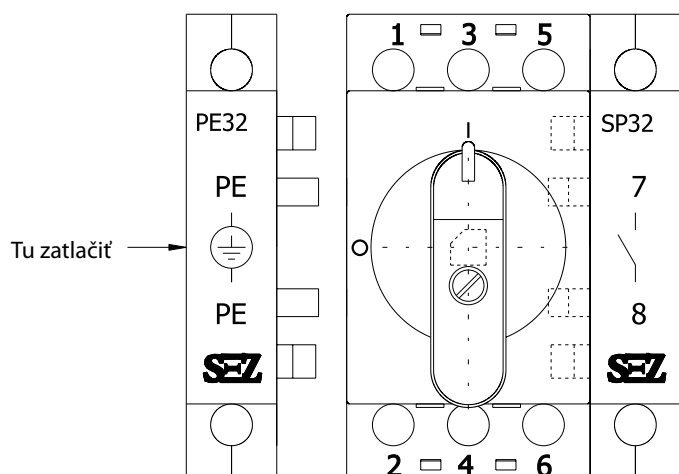 1 3 5
PE32
I
SP32
PE
7
Tu zatlačiť
O
PE
8
SEZ
SEZ
2 4 6